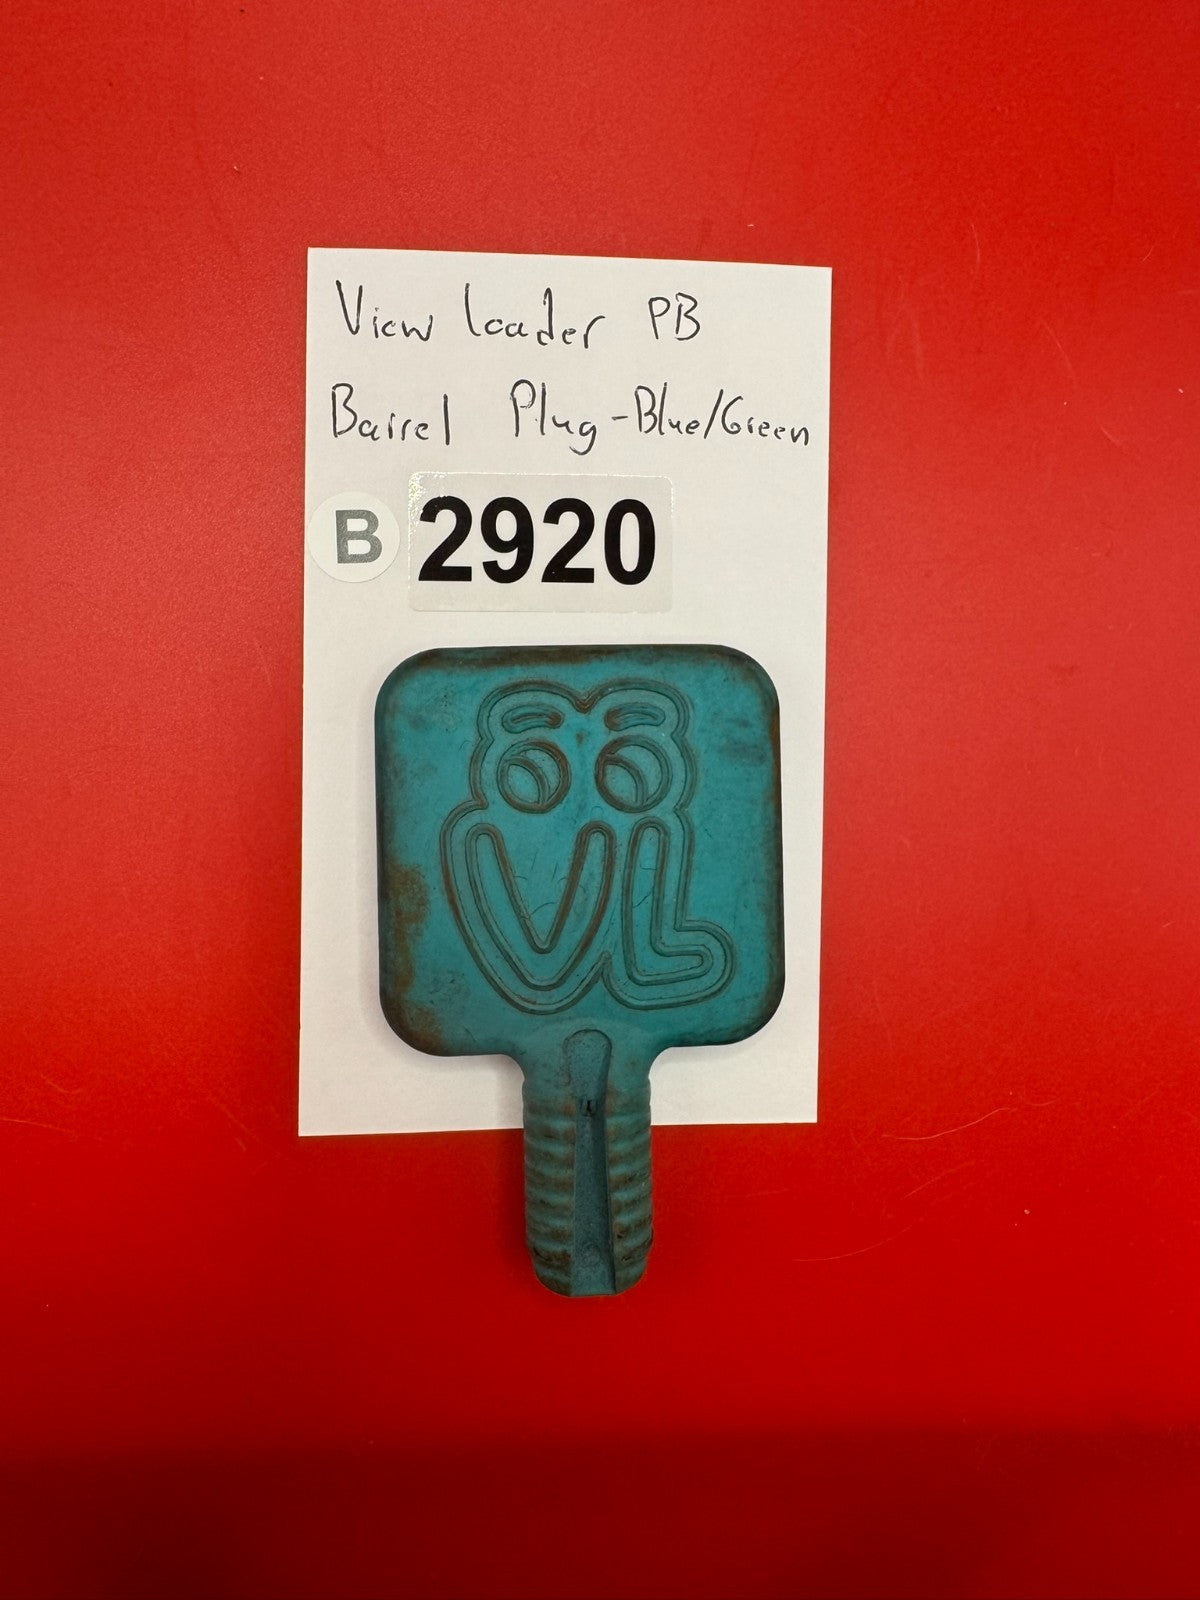 View Loader PB
Barrel Plug-Blue/Green
B 2920
VL